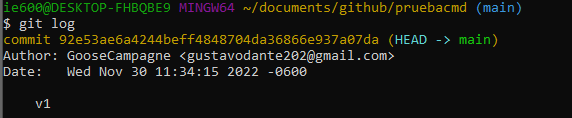 ie600@DESKTOP-FHBQBE9 MINGW64 ~/documents/github/pruebacmd (main)
$ git log
commit 92e53ae6a4244beff4848704da36866e937a07da (HEAD -> main)
Author: GooseCampagne <gustavodante202@gmail.com>
Date:   Wed Nov 30 11:34:15 2022 -0600
    v1